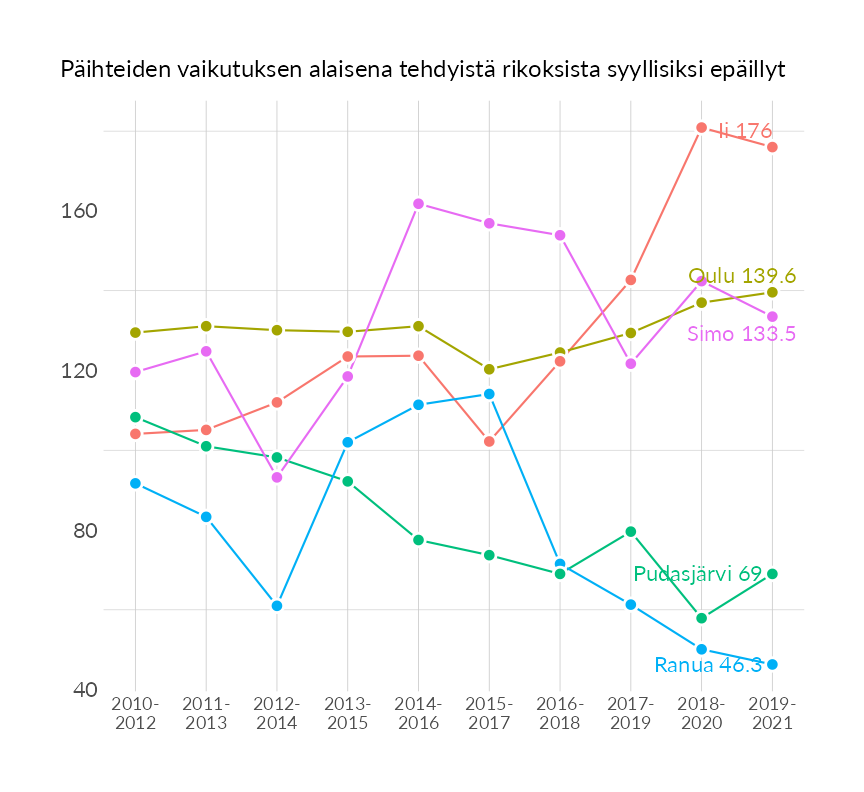 Päihteiden vaikutuksen alaisena tehdyistä rikoksista syyllisiksi epäillyt
Ii 176
160
Oulu 139.6
Simo 133.5
120
80
Pudasjärvi 69
Ranua 46.3
40
2010- 2011- 2012- 2013- 2014- 2015- 2016- 2017- 2018- 2019-
2012 2013 2014 2015 2016 2017 2018 2019 2020 2021